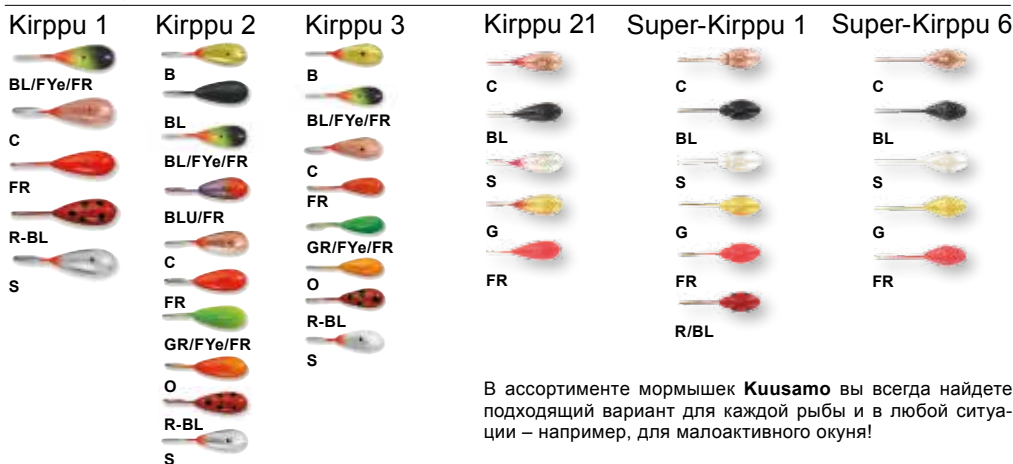 Kirppu 1
BL/FYe/FR
C
FR
R-BL
S
Kirppu 2
B
BL
BL/FYe/FR
BLU/FR
C
FR
GR/FYe/FR
O
R-BL
S
Kirppu 3
B
BL/FYe/FR
C
FR
GR/FYe/FR
O
R-BL
S
Kirppu 21
C
BL
S
G
FR
Super-Kirppu 1
C
BL
S
G
FR
R/BL
Super-Kirppu 6
C
BL
S
G
FR
В ассортименте мормышек Kuusamo вы всегда найдете
подходящий вариант для каждой рыбы и в любой ситуа-
ции – например, для малоактивного окуня!